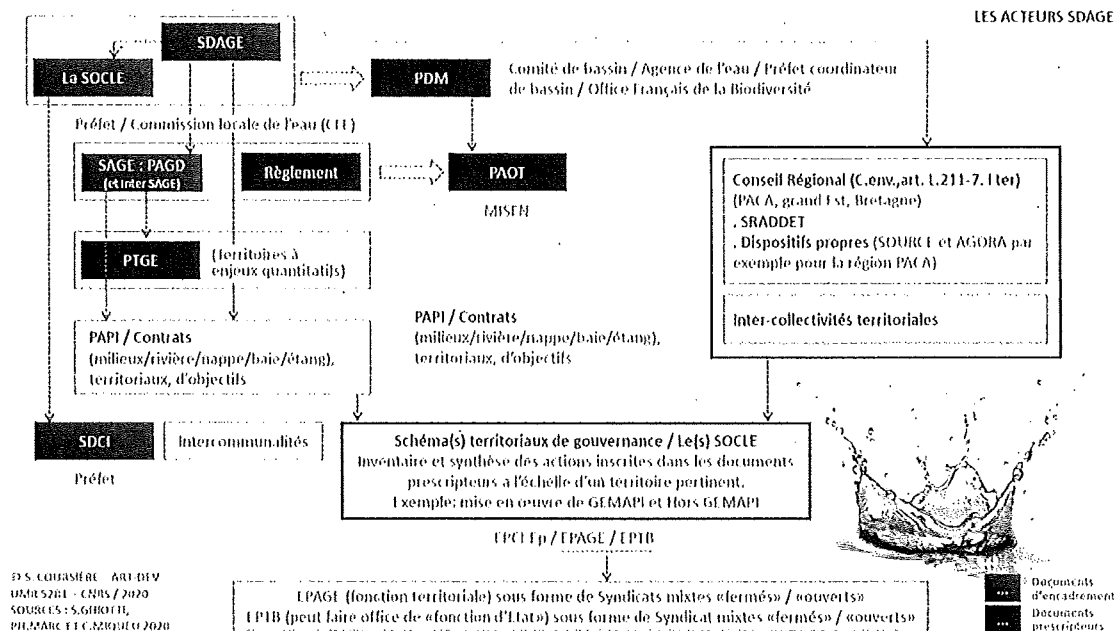 LES ACTEURS SDAGE
SDAGE
La SOCLE
PDM
Comité de bassin / Agence de l'eau / Préfet coordinateur
de bassin / Office Français de la Biodiversité
Préfet / Commission locale de l'eau (CLE)
SAGE : PAGD
(et inter SAGE)
Règlement
PAOT
MISEN
Conseil Régional (C.env.,art. L.211-7. I ter)
(PACA, grand Est, Bretagne)
. SRADDET
. Dispositifs propres (SOURCE et AGORA par
exemple pour la région PACA)
Inter-collectivités territoriales
PTGE
(Territoires à
enjeux quantitatifs)
PAPI / Contrats
(milieux/rivière/nappe/baie/étang),
territoriaux, d'objectifs
PAPI / Contrats
(milieux/rivière/nappe/baie/étang),
territoriaux, d'objectifs
SDCI
Intercommunalités
Préfet
Schéma(s) territoriaux de gouvernance / Le(s) SOCLE
Inventaire et synthèse des actions inscrites dans les documents
prescripteurs à l'échelle d'un territoire pertinent.
Exemple: mise en œuvre de GEMAPI et Hors GEMAPI
EPCI Fp / EPAGE / EPTB
EPAGE (fonction territoriale) sous forme de Syndicats mixtes «fermés» / «ouverts»
EPTB (peut faire office de «fonction d'Etat») sous forme de Syndicat mixtes «fermés» / «ouverts»
D.S. COURSIÈRE ART-DEV
UMR5281 - CNRS / 2020
SOURCES : S.GHIOTTI,
PH.MARC ET C.MIQUEU 2020
...
Documents
d'encadrement
...
Documents
prescripteurs